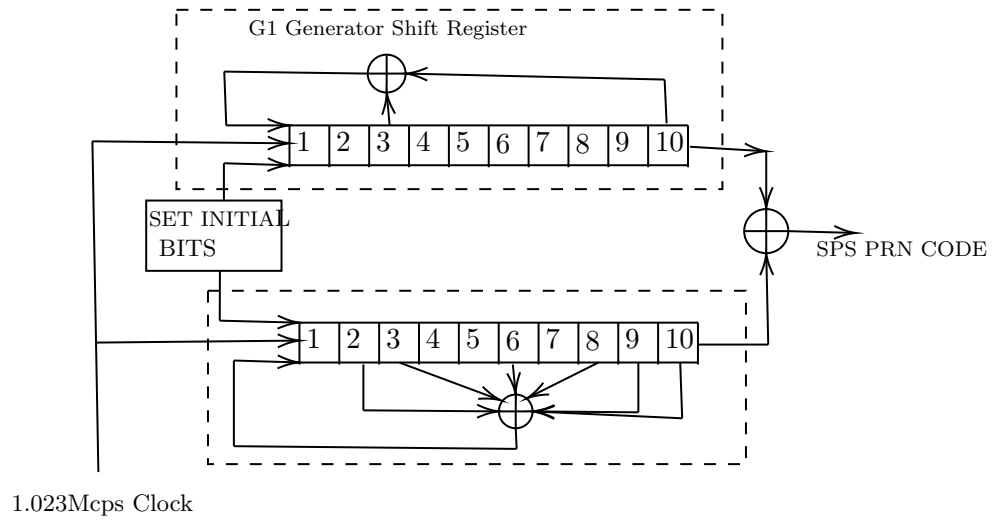 G1 Generator Shift Register
1 2 3 4 5 6 7 8 9 10
SET INITIAL
BITS
SPS PRN CODE
1 2 3 4 5 6 7 8 9 10
1.023Mcps Clock